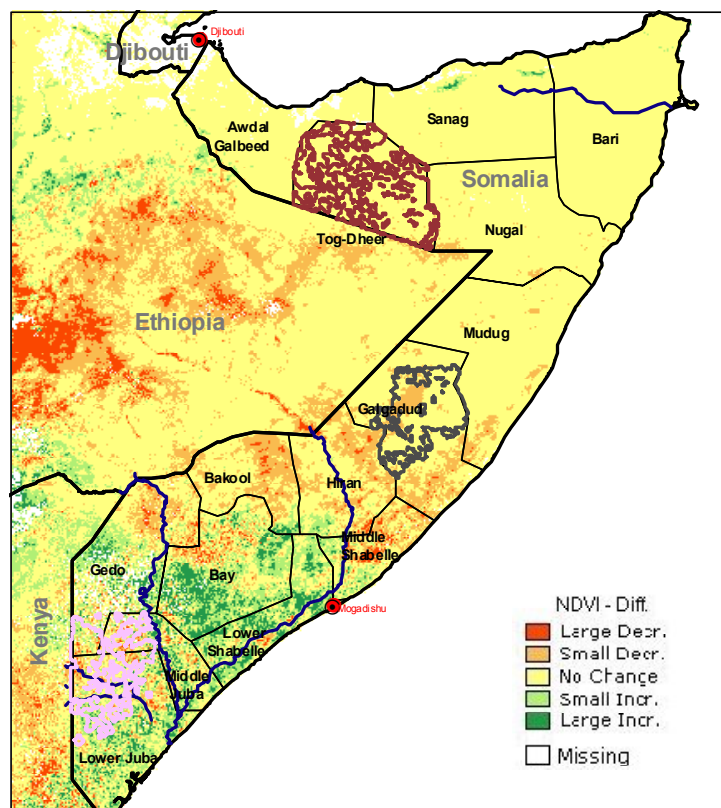 Djibouti
Djibouti
Awdal
Galbeed
Sanag
Bari
Somalia
Nugal
Tog-Dheer
Ethiopia
Mudug
Galgadud
Bakool
Hiran
Middle
Shabelle
Gedo
Bay
Mogadishu
Kenya
Lower
Shabelle
Middle
Juba
Lower Juba
NDVI - Diff.
Large Decr.
Small Decr.
No Change
Small Incr.
Large Incr.
Missing